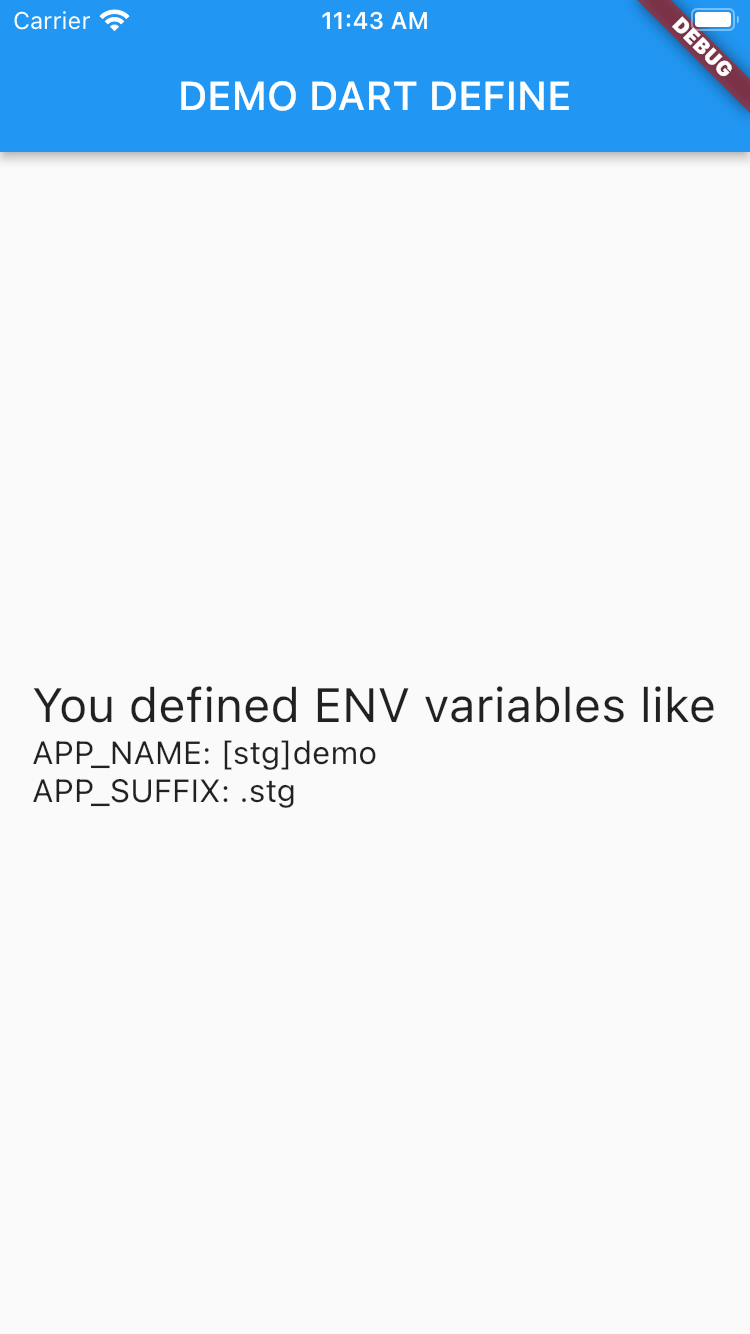 Carrier 11:43 AM
DEBUG
DEMO DART DEFINE
You defined ENV variables like
APP_NAME: [stg]demo
APP_SUFFIX: .stg